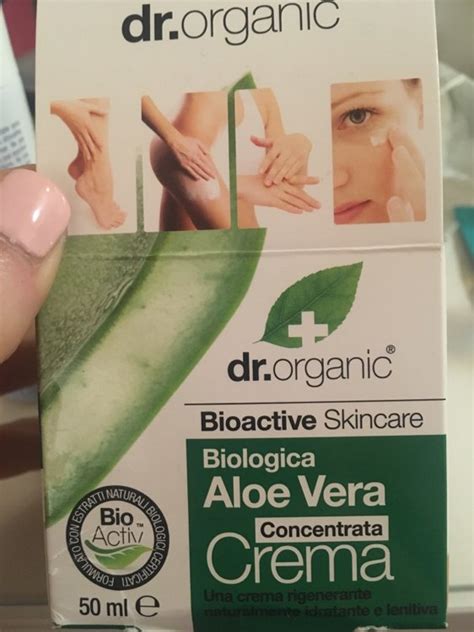 dr.organic
dr.organic®
Bioactive Skincare
Biologica
Aloe Vera
Concentrata
Crema
Una crema rigenerante
naturalmente idratante e lenitiva
Bio
Activ™
FORMULATO CON ESTRATTI NATURALI BIOLOGICI CERTIFICATI
50 ml ℮